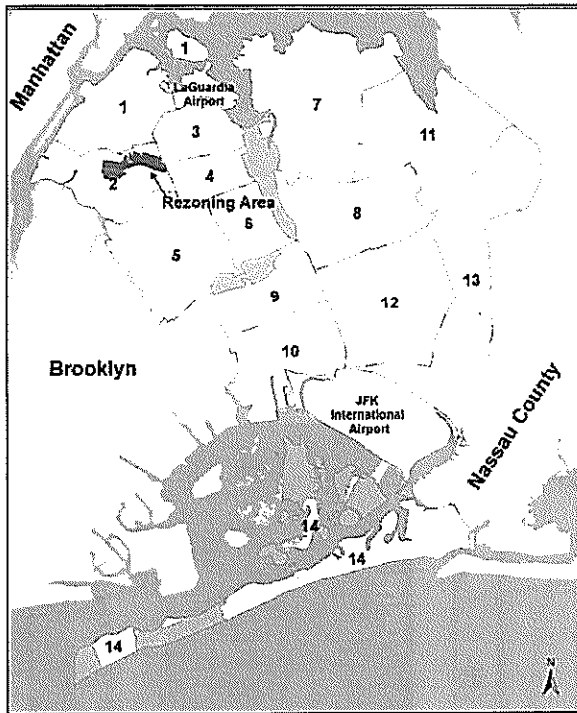 Manhattan
1
LaGuardia
Airport
1
7
3
11
2
4
Rezoning Area
6
8
5
13
9
12
10
Brooklyn
JFK
International
Airport
Nassau County
14
14
14
N